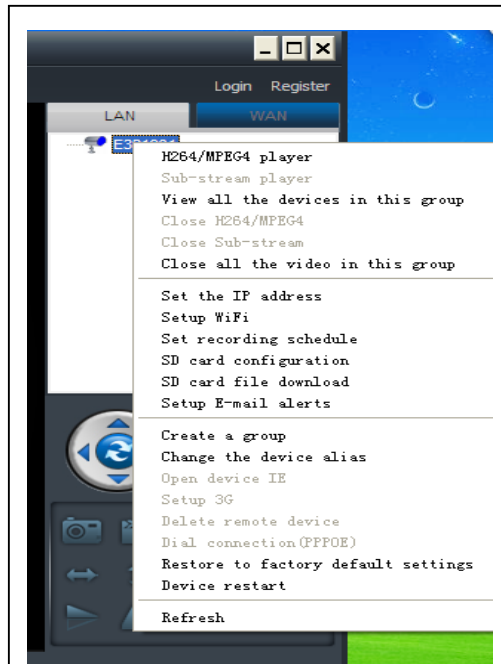 Login Register
LAN WAN
H264/MPEG4 player
Sub-stream player
View all the devices in this group
Close H264/MPEG4
Close Sub-stream
Close all the video in this group
Set the IP address
Setup WiFi
Set recording schedule
SD card configuration
SD card file download
Setup E-mail alerts
Create a group
Change the device alias
Open device IE
Setup 3G
Delete remote device
Dial connection(PPPOE)
Restore to factory default settings
Device restart
Refresh